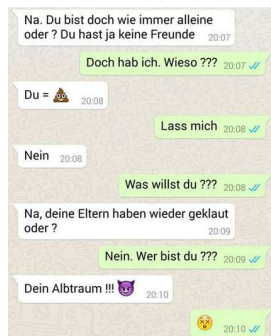 Na. Du bist doch wie immer alleine
oder ? Du hast ja keine Freunde 20:07
Doch hab ich. Wieso ??? 20:07
Du = 💩 20:08
Lass mich 20:08
Nein 20:08
Was willst du ??? 20:08
Na, deine Eltern haben wieder geklaut
oder ? 20:09
Nein. Wer bist du ??? 20:09
Dein Albtraum !!! 😈 20:10
😲 20:10